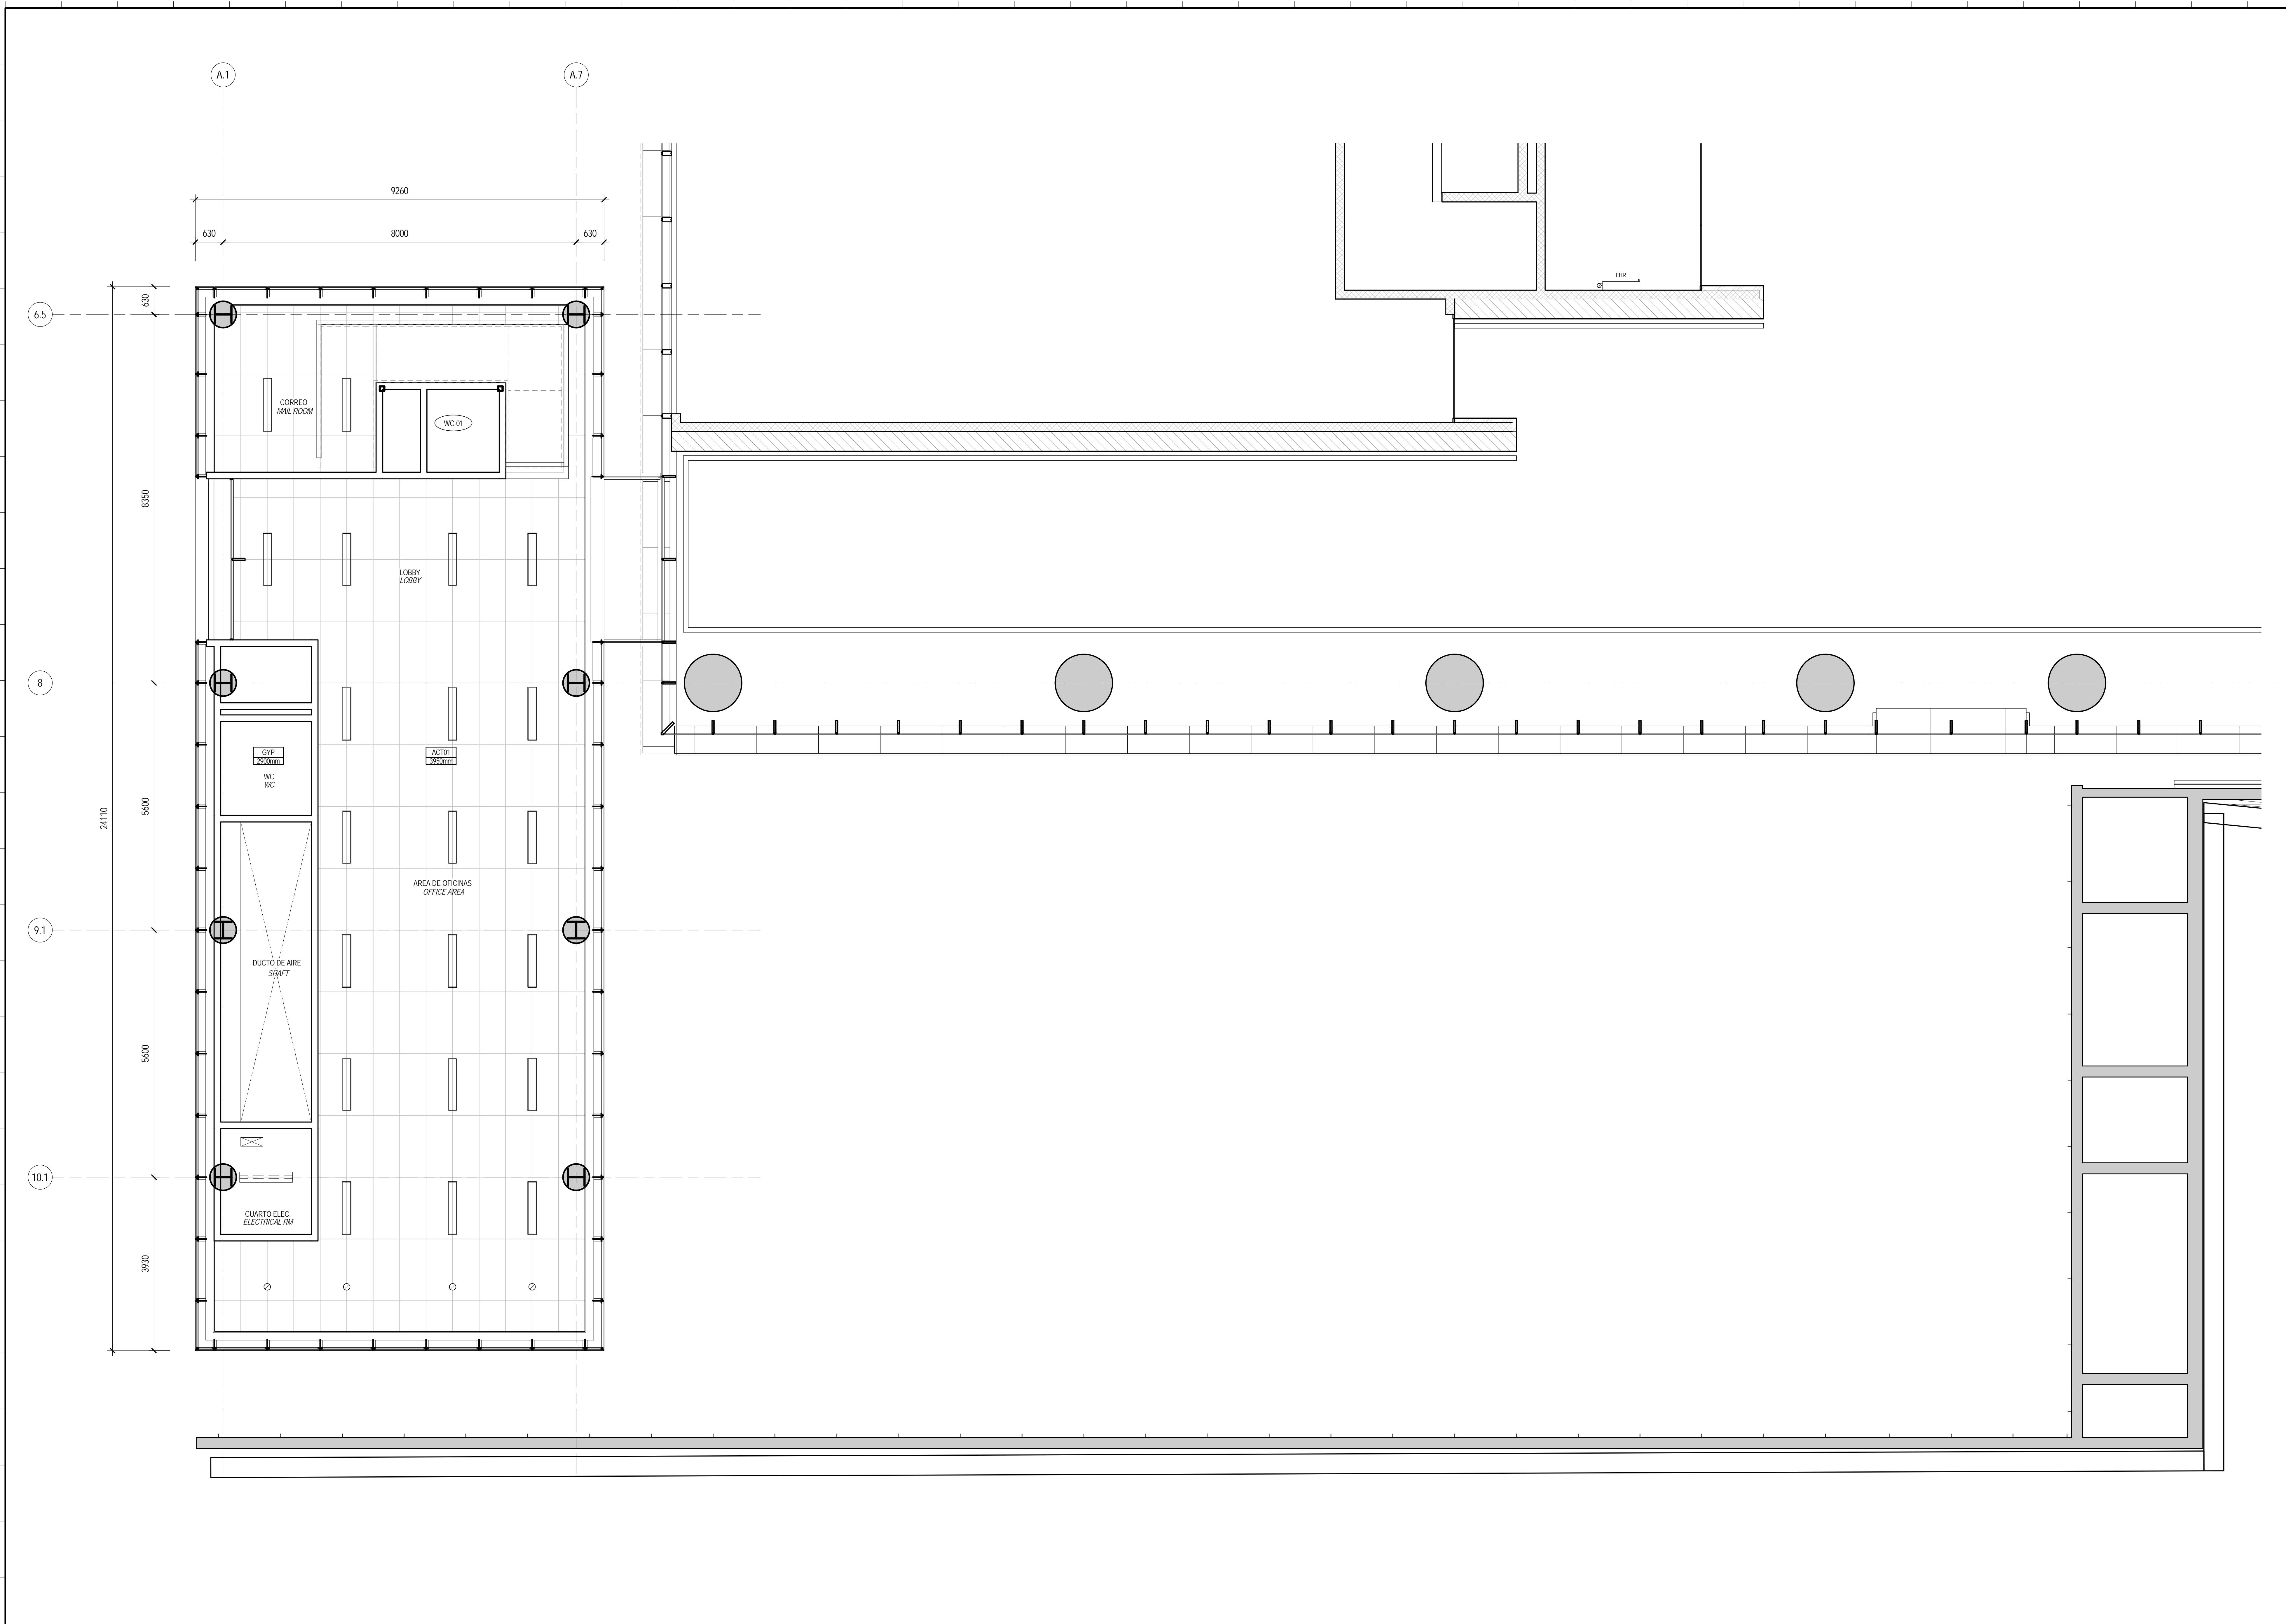 A.1
A.7
9260
630
8000
630
630
6.5
FHR
CORREO
MAIL ROOM
WC-01
8350
LOBBY
LOBBY
8
GYP
2900mm
ACT01
3950mm
WC
WC
24110
5600
AREA DE OFICINAS
OFFICE AREA
9.1
DUCTO DE AIRE
SHAFT
5600
10.1
CUARTO ELEC.
ELECTRICAL RM
3930